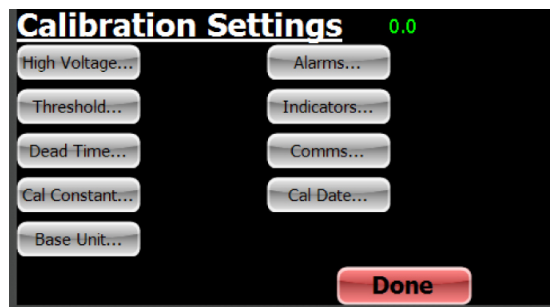 Calibration Settings 0.0
High Voltage... Alarms...
Threshold... Indicators...
Dead Time... Comms...
Cal Constant... Cal Date...
Base Unit...
Done